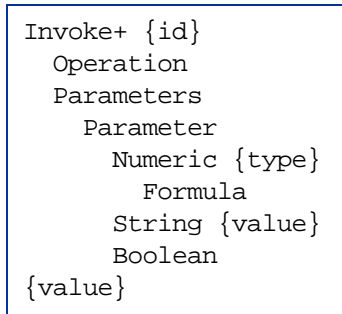 Invoke+ {id}
  Operation
  Parameters
    Parameter
      Numeric {type}
        Formula
      String {value}
      Boolean
{value}